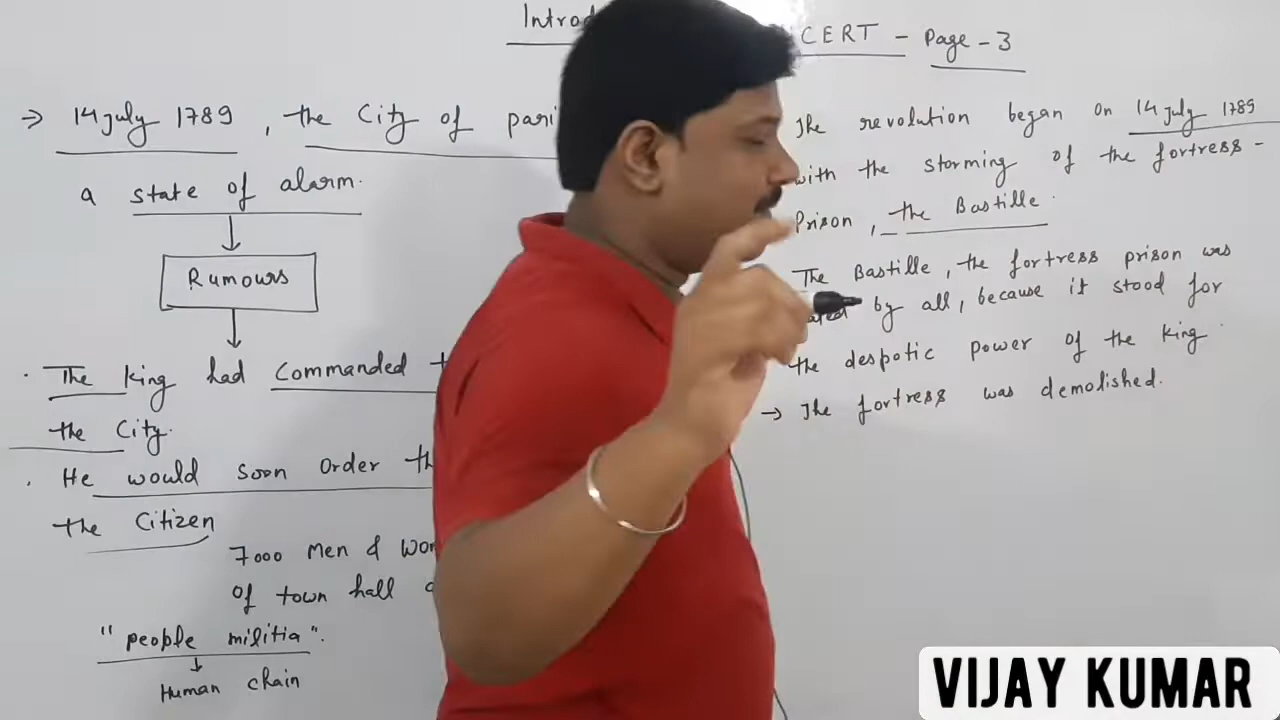 Introd
CERT - Page - 3
→ 14 july 1789, the City of pari
a state of alarm.
Rumours
. The king had Commanded t
the City.
. He would soon order th
the Citizen
7000 Men & Wom
of town hall
"people militia".
Human chain
The revolution began on 14 july 1789
with the storming of the fortress -
Prison, the Bastille.
The Bastille, the fortress prison was
by all, because it stood for
the despotic power of the king.
→ The fortress was demolished.
VIJAY KUMAR